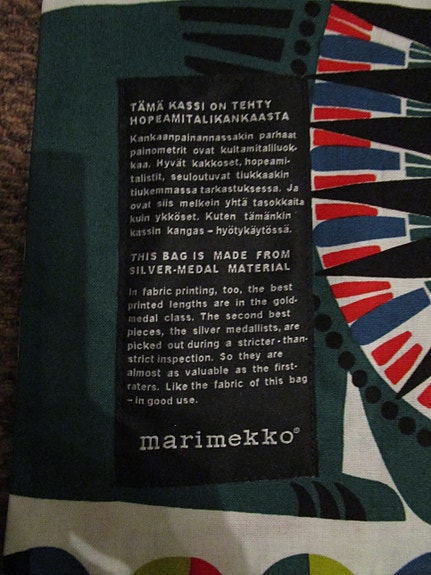 TÄMÄ KASSI ON TEHTY
HOPEAMITALIKANKAASTA
Kankaanpainannassakin parhaat
painometrit ovat kultamitaliluok-
kaa. Hyvät kakkoset, hopeami-
talistit, seuloutuvat tiukkaakin
tiukemmassa tarkastuksessa. Ja
ovat siis melkein yhtä tasokkaita
kuin ykköset. Kuten tämänkin
kassin kangas – hyötykäytössä.
THIS BAG IS MADE FROM
SILVER-MEDAL MATERIAL
In fabric printing, too, the best
printed lengths are in the gold-
medal class. The second best
pieces, the silver medallists, are
picked out during a stricter-than-
strict inspection. So they are
almost as valuable as the first-
raters. Like the fabric of this bag
– in good use.
marimekko®